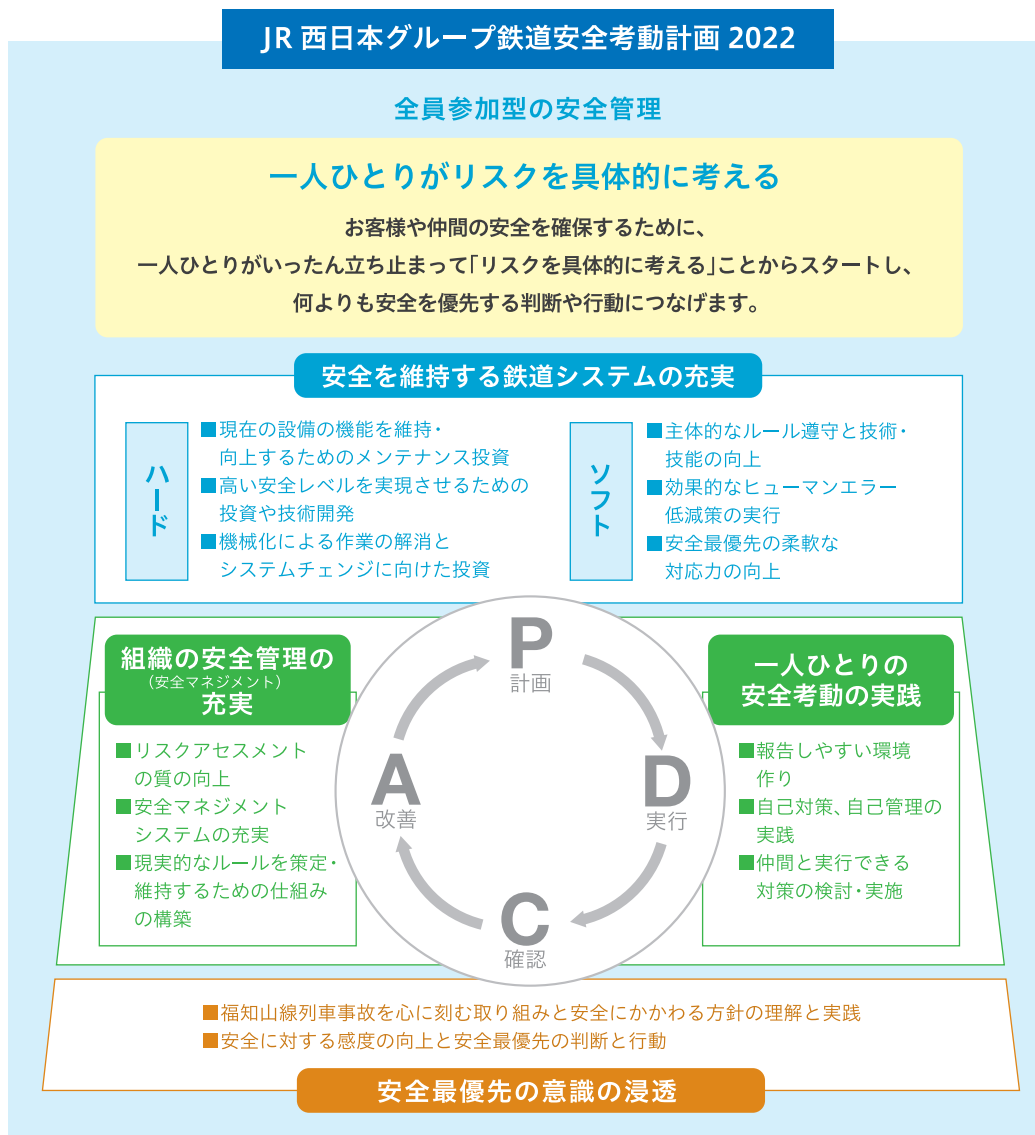 JR 西日本グループ鉄道安全考動計画 2022
全員参加型の安全管理
一人ひとりがリスクを具体的に考える
お客様や仲間の安全を確保するために、
一人ひとりがいったん立ち止まって「リスクを具体的に考える」ことからスタートし、
何よりも安全を優先する判断や行動につなげます。
安全を維持する鉄道システムの充実
ハード
■現在の設備の機能を維持・
向上するためのメンテナンス投資
■高い安全レベルを実現させるための
投資や技術開発
■機械化による作業の解消と
システムチェンジに向けた投資
ソフト
■主体的なルール遵守と技術・
技能の向上
■効果的なヒューマンエラー
低減策の実行
■安全最優先の柔軟な
対応力の向上
組織の安全管理の
（安全マネジメント）
充実
■リスクアセスメント
の質の向上
■安全マネジメント
システムの充実
■現実的なルールを策定・
維持するための仕組み
の構築
P
計画
D
実行
C
確認
A
改善
一人ひとりの
安全考動の実践
■報告しやすい環境
作り
■自己対策、自己管理の
実践
■仲間と実行できる
対策の検討・実施
■福知山線列車事故を心に刻む取り組みと安全にかかわる方針の理解と実践
■安全に対する感度の向上と安全最優先の判断と行動
安全最優先の意識の浸透